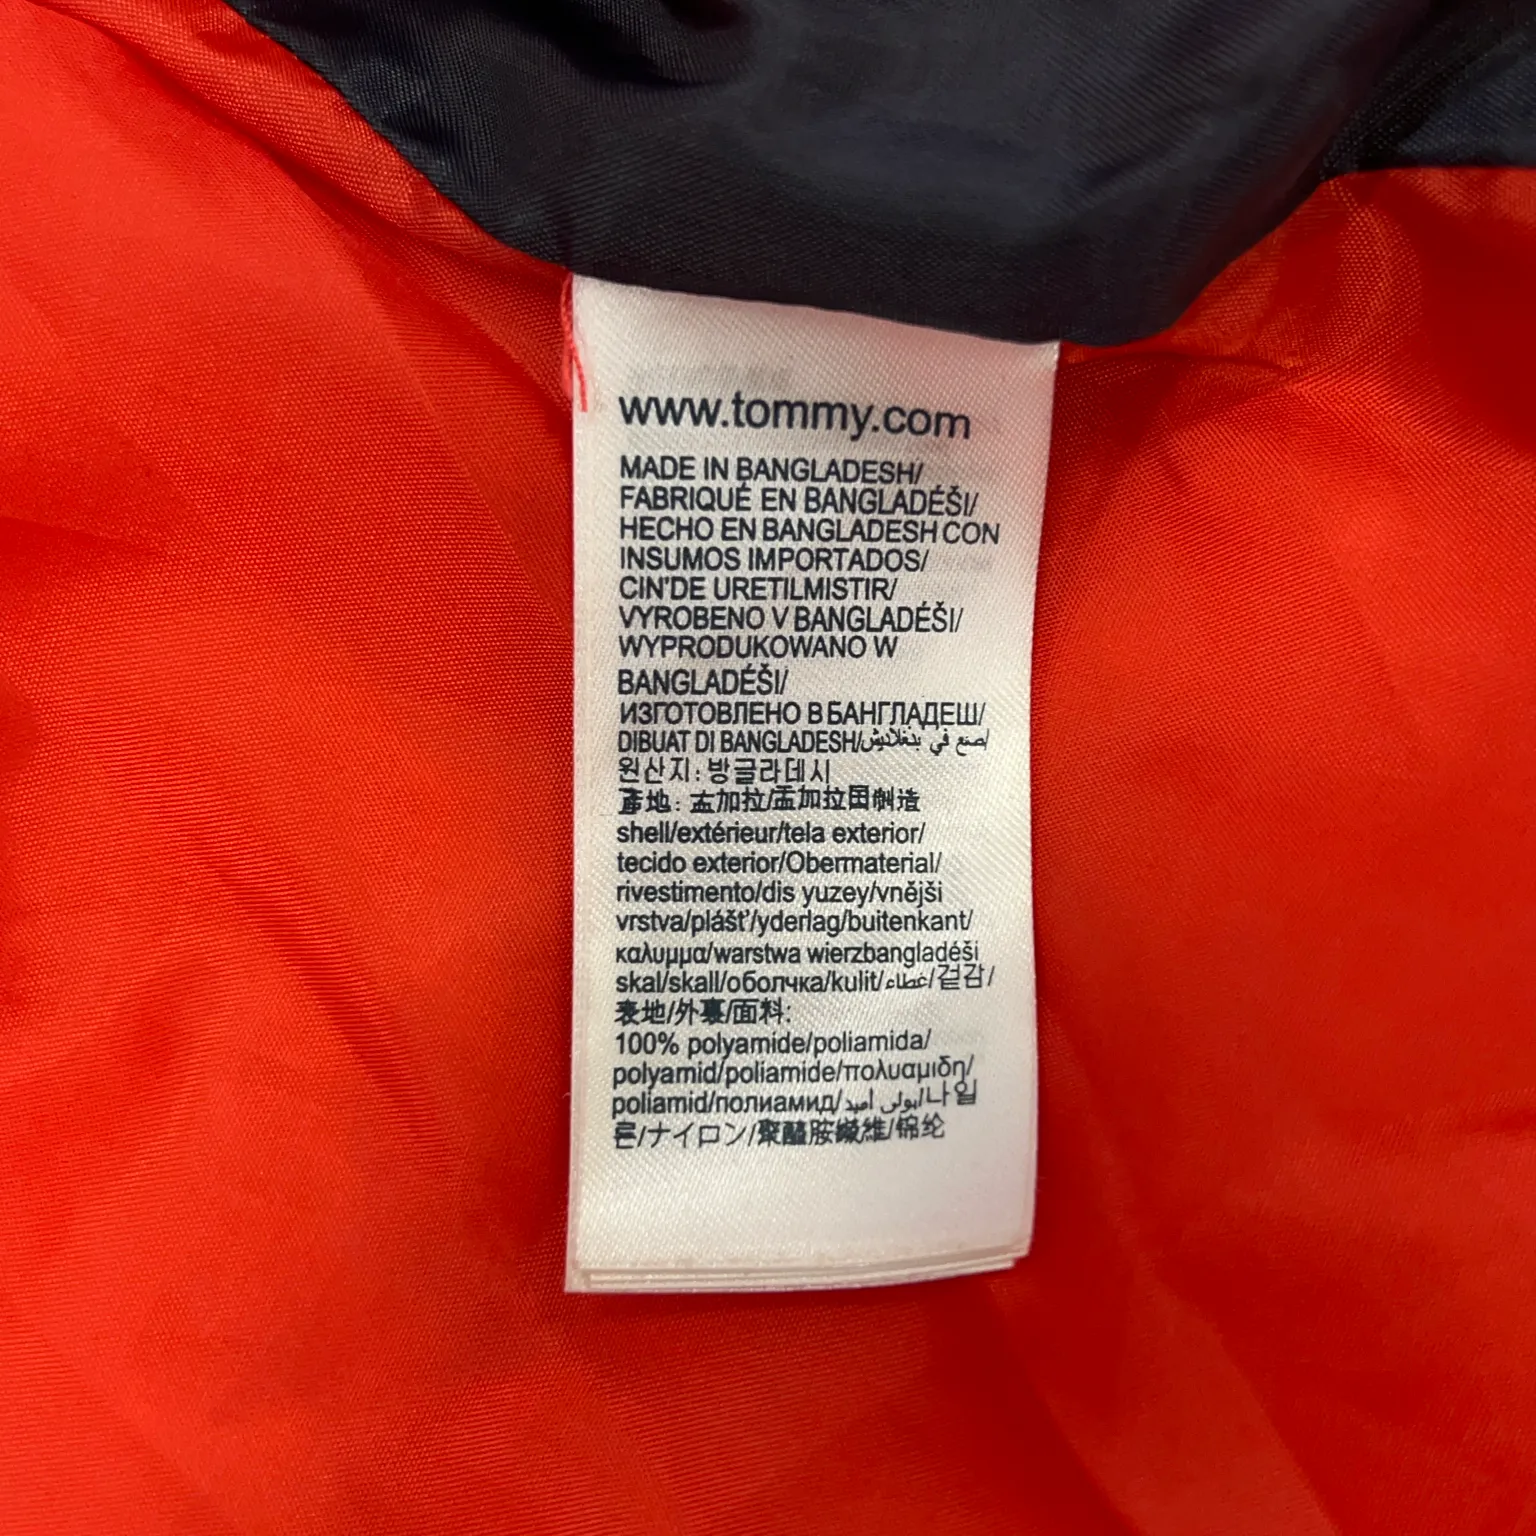 www.tommy.com
MADE IN BANGLADESH/
FABRIQUÉ EN BANGLADÉŠI/
HECHO EN BANGLADESH CON
INSUMOS IMPORTADOS/
CIN'DE URETILMISTIR/
VYROBENO V BANGLADÉŠI/
WYPRODUKOWANO W
BANGLADÉŠI/
ИЗГОТОВЛЕНО В БАНГЛАДЕШ/
DIBUAT DI BANGLADESH/صنع في بنغلاديش/
원산지: 방글라데시
產地: 孟加拉/孟加拉国制造
shell/extérieur/tela exterior/
tecido exterior/Obermaterial/
rivestimento/dis yuzey/vnější
vrstva/plášť/yderlag/buitenkant/
καλυμμα/warstwa wierzbangladéši
skal/skall/оболчка/kulit/غطاء/겉감/
表地/外裏/面料:
100% polyamide/poliamida/
polyamid/poliamide/πολυαμιδη/
poliamid/полиамид/بولی امید/나일
론/ナイロン/聚醯胺纖維/锦纶